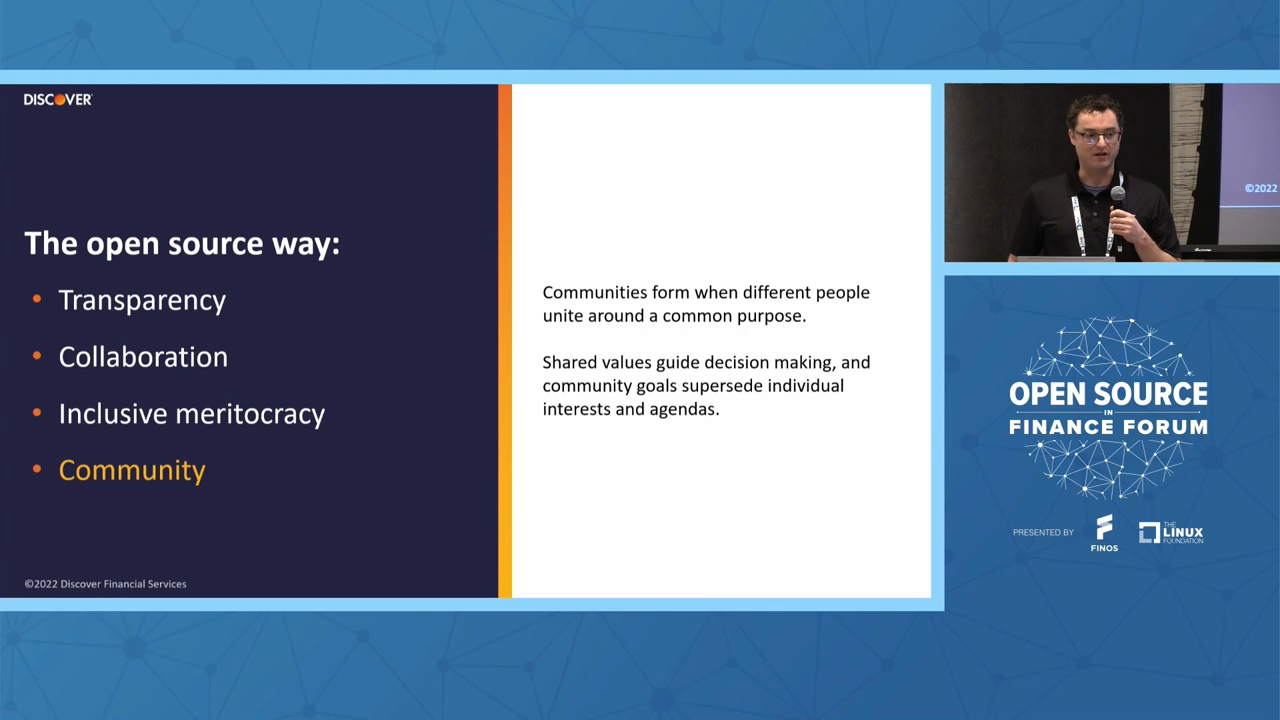 DISCOVER
The open source way:
• Transparency
• Collaboration
• Inclusive meritocracy
• Community
©2022 Discover Financial Services
Communities form when different people
unite around a common purpose.
Shared values guide decision making, and
community goals supersede individual
interests and agendas.
©2022
OPEN SOURCE
IN
FINANCE FORUM
PRESENTED BY
FINOS
THE
LINUX
FOUNDATION